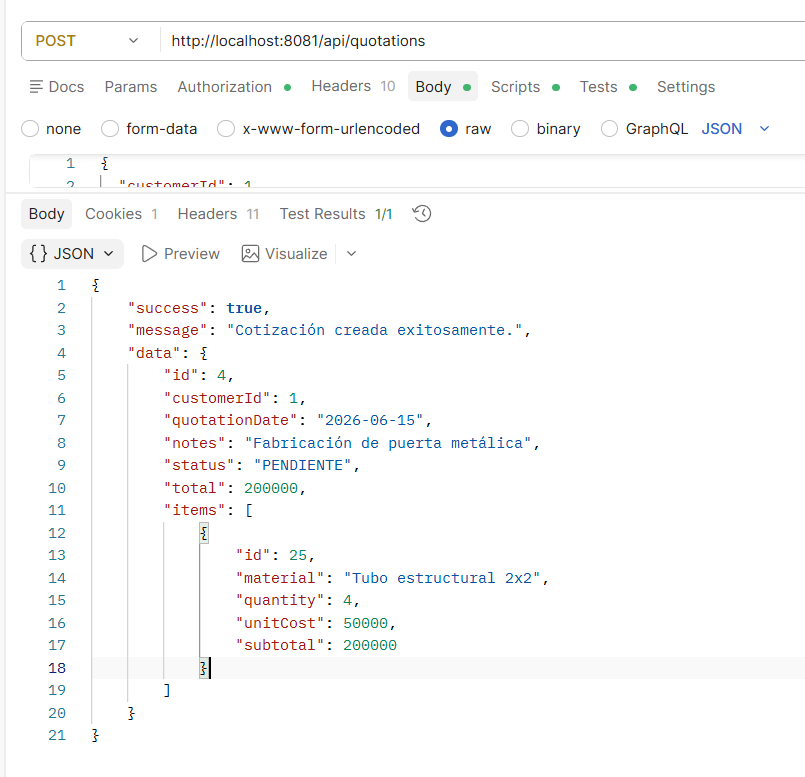 POST http://localhost:8081/api/quotations
Docs Params Authorization Headers 10 Body Scripts Tests Settings
none form-data x-www-form-urlencoded raw binary GraphQL JSON
1 {
2 "customerId": 1
Body Cookies 1 Headers 11 Test Results 1/1
{} JSON Preview Visualize
1 {
2 "success": true,
3 "message": "Cotización creada exitosamente.",
4 "data": {
5 "id": 4,
6 "customerId": 1,
7 "quotationDate": "2026-06-15",
8 "notes": "Fabricación de puerta metálica",
9 "status": "PENDIENTE",
10 "total": 200000,
11 "items": [
12 {
13 "id": 25,
14 "material": "Tubo estructural 2x2",
15 "quantity": 4,
16 "unitCost": 50000,
17 "subtotal": 200000
18 }
19 ]
20 }
21 }